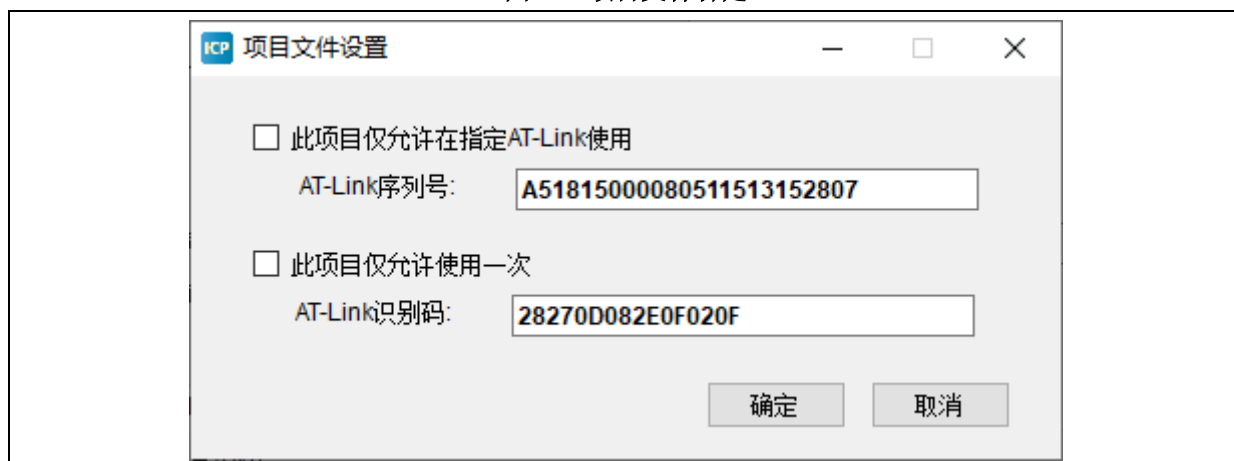 ICP 项目文件设置
此项目仅允许在指定AT-Link使用
AT-Link序列号:
A51815000080511513152807
此项目仅允许使用一次
AT-Link识别码:
28270D082E0F020F
确定 取消